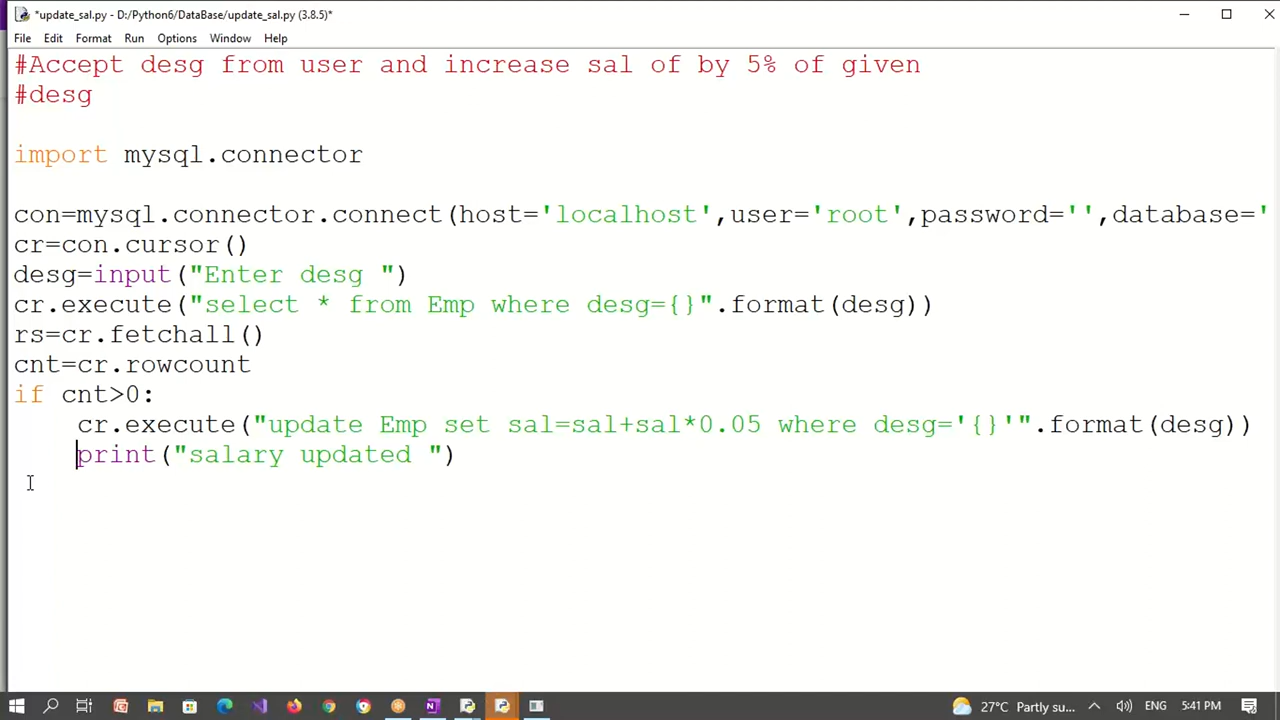 *update_sal.py - D:/Python6/DataBase/update_sal.py (3.8.5)*
File Edit Format Run Options Window Help
#Accept desg from user and increase sal of by 5% of given
#desg
import mysql.connector
con=mysql.connector.connect(host='localhost',user='root',password='',database='
cr=con.cursor()
desg=input("Enter desg ")
cr.execute("select * from Emp where desg={}".format(desg))
rs=cr.fetchall()
cnt=cr.rowcount
if cnt>0:
    cr.execute("update Emp set sal=sal+sal*0.05 where desg='{}'".format(desg))
    print("salary updated ")
27°C Partly su... ENG 5:41 PM